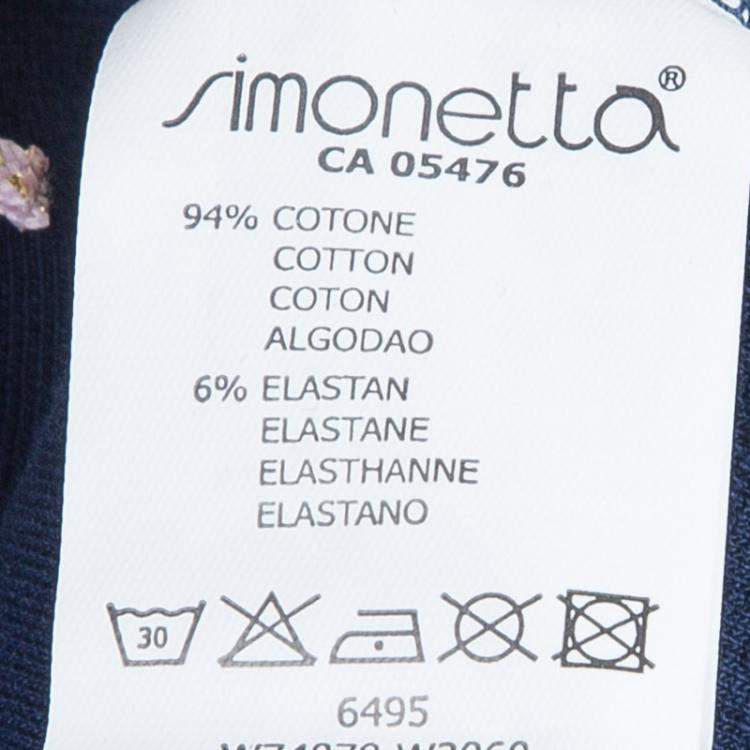 simonetta®
CA 05476
94% COTONE
COTTON
COTON
ALGODAO
6% ELASTAN
ELASTANE
ELASTHANNE
ELASTANO
30
6495